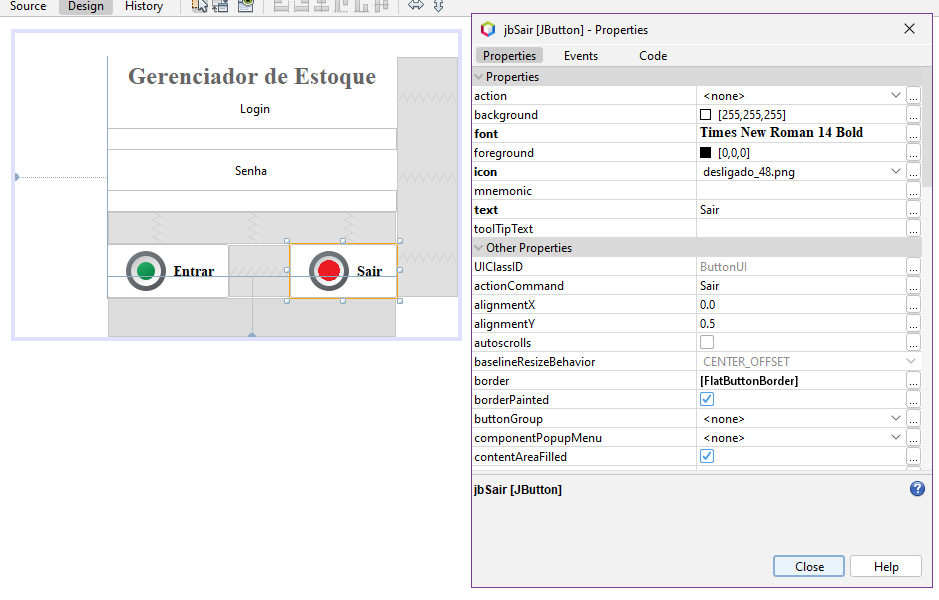 Source Design History
Gerenciador de Estoque
Login
Senha
Entrar
Sair
jbSair [JButton] - Properties
Properties Events Code
Properties
action <none> ...
background [255,255,255] ...
font Times New Roman 14 Bold ...
foreground [0,0,0] ...
icon desligado_48.png ...
mnemonic ...
text Sair ...
toolTipText ...
Other Properties
UIClassID ButtonUI ...
actionCommand Sair ...
alignmentX 0.0 ...
alignmentY 0.5 ...
autoscrolls ...
baselineResizeBehavior CENTER_OFFSET
border [FlatButtonBorder] ...
borderPainted ...
buttonGroup <none> ...
componentPopupMenu <none> ...
contentAreaFilled ...
jbSair [JButton]
?
Close Help